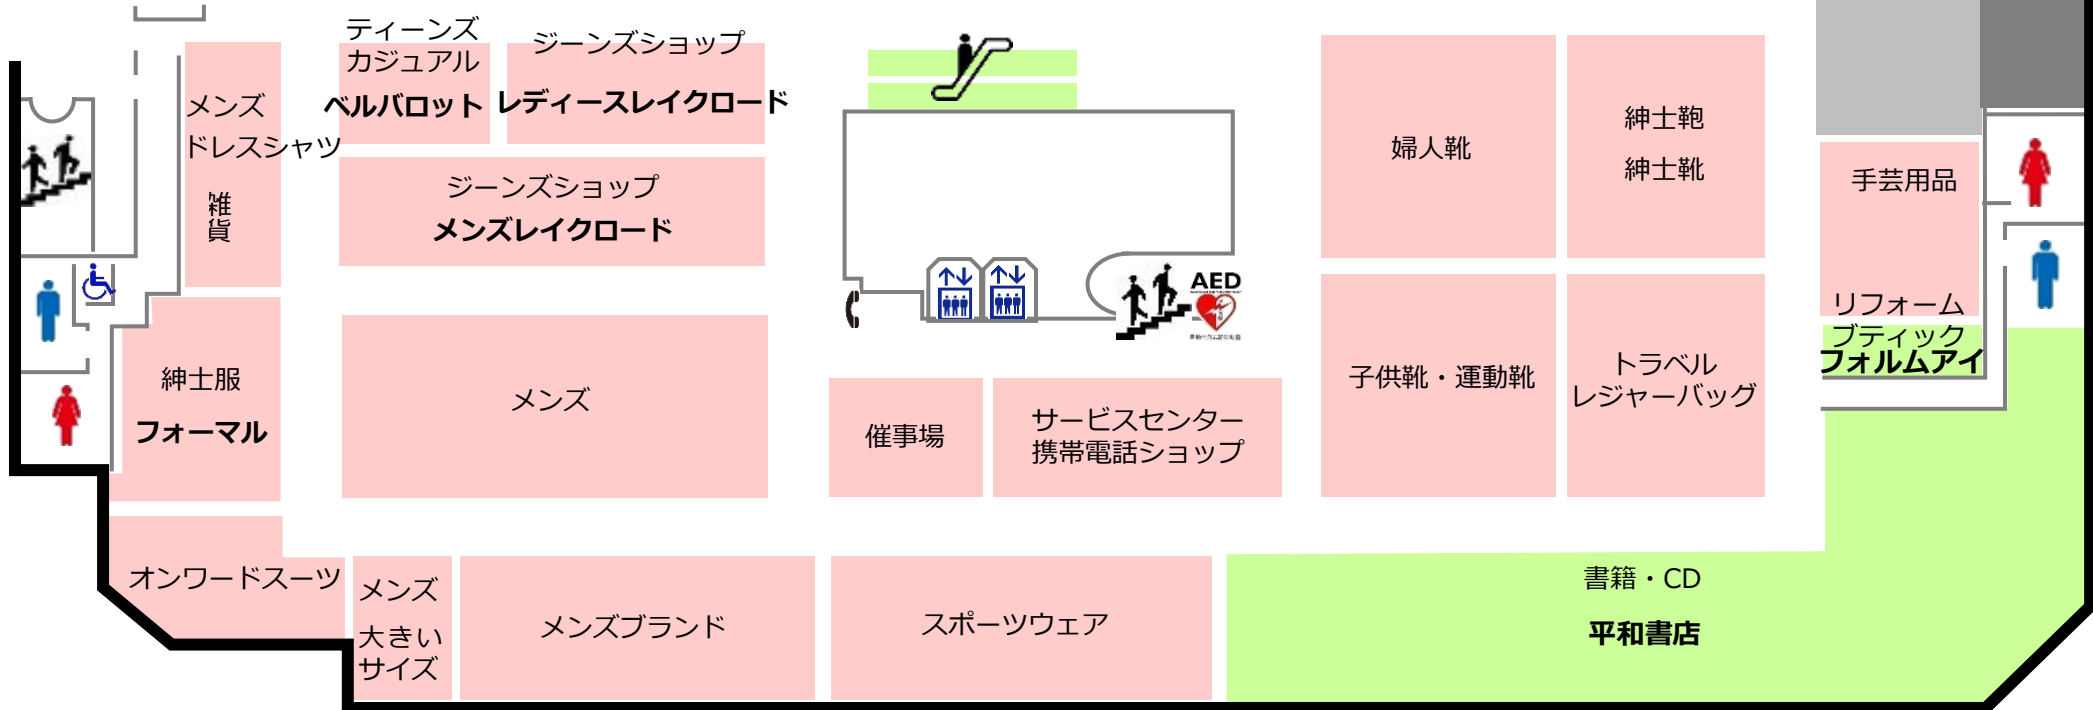 ティーンズ
カジュアル
ベルバロット
ジーンズショップ
レディースレイクロード
メンズ
ドレスシャツ
雑
貨
ジーンズショップ
メンズレイクロード
紳士服
フォーマル
メンズ
オンワードスーツ
メンズ
大きい
サイズ
メンズブランド
スポーツウェア
AED
催事場
サービスセンター
携帯電話ショップ
婦人靴
紳士鞄
紳士靴
子供靴・運動靴
トラベル
レジャーバッグ
手芸用品
リフォーム
ブティック
フォルムアイ
書籍・CD
平和書店